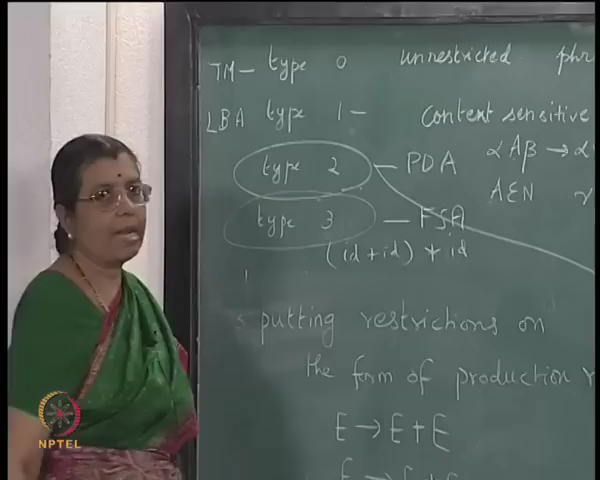 TM – type 0 unrestricted phr
LBA type 1 – Context sensitive
type 2 – PDA αAβ → α
A ∈ N γ
type 3 – FSA
(id + id) * id
putting restrictions on
the form of production r
E → E + E
NPTEL